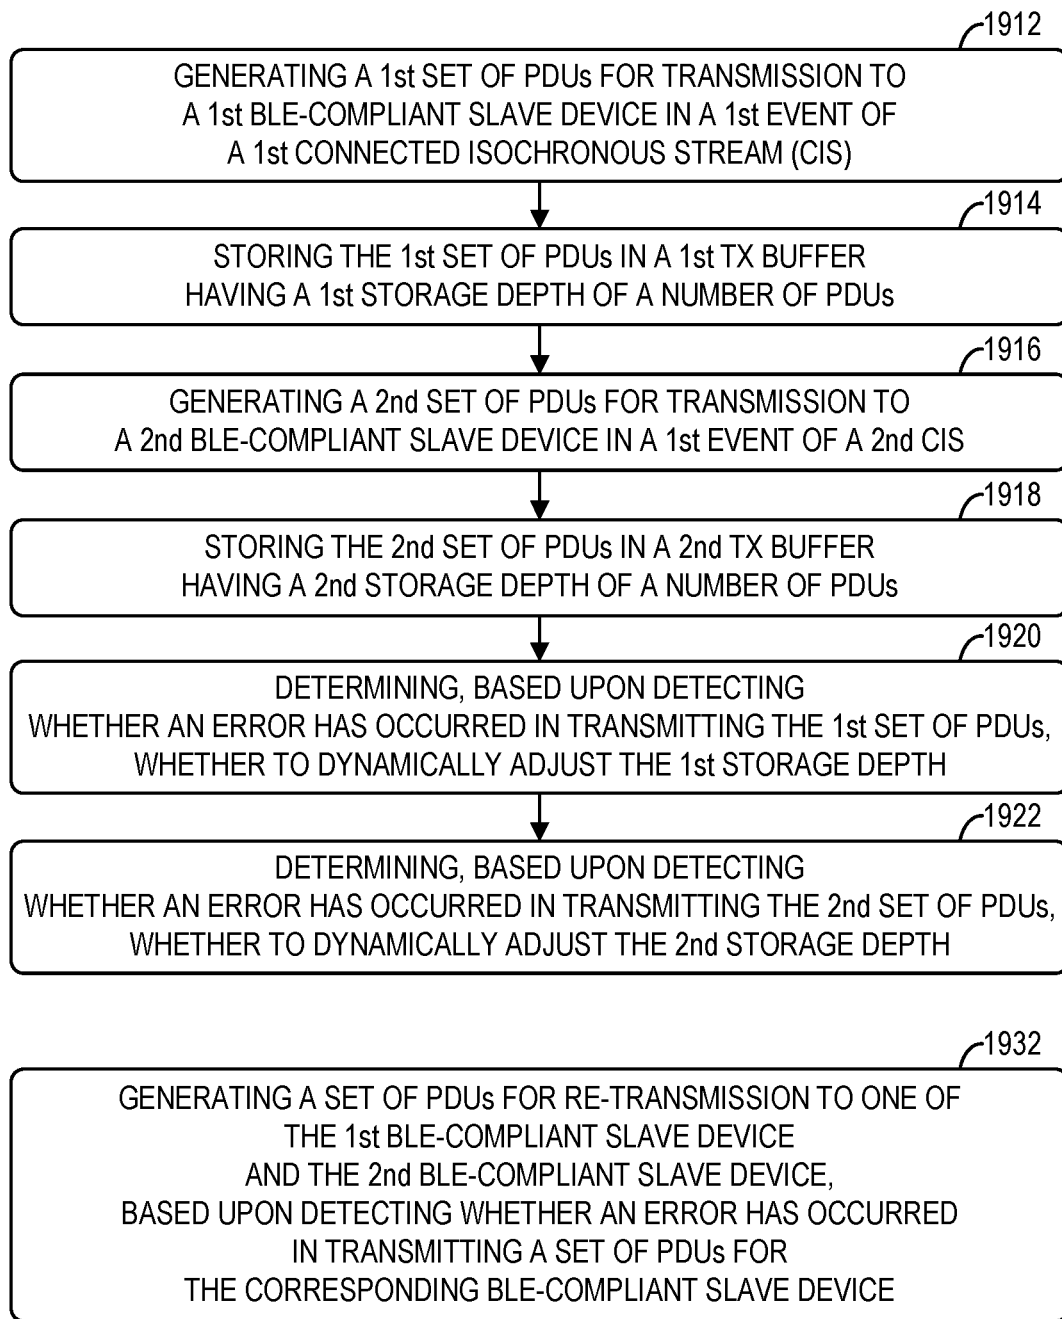 1912
GENERATING A 1st SET OF PDUs FOR TRANSMISSION TO
A 1st BLE-COMPLIANT SLAVE DEVICE IN A 1st EVENT OF
A 1st CONNECTED ISOCHRONOUS STREAM (CIS)
1914
STORING THE 1st SET OF PDUs IN A 1st TX BUFFER
HAVING A 1st STORAGE DEPTH OF A NUMBER OF PDUs
1916
GENERATING A 2nd SET OF PDUs FOR TRANSMISSION TO
A 2nd BLE-COMPLIANT SLAVE DEVICE IN A 1st EVENT OF A 2nd CIS
1918
STORING THE 2nd SET OF PDUs IN A 2nd TX BUFFER
HAVING A 2nd STORAGE DEPTH OF A NUMBER OF PDUs
1920
DETERMINING, BASED UPON DETECTING
WHETHER AN ERROR HAS OCCURRED IN TRANSMITTING THE 1st SET OF PDUs,
WHETHER TO DYNAMICALLY ADJUST THE 1st STORAGE DEPTH
1922
DETERMINING, BASED UPON DETECTING
WHETHER AN ERROR HAS OCCURRED IN TRANSMITTING THE 2nd SET OF PDUs,
WHETHER TO DYNAMICALLY ADJUST THE 2nd STORAGE DEPTH
1932
GENERATING A SET OF PDUs FOR RE-TRANSMISSION TO ONE OF
THE 1st BLE-COMPLIANT SLAVE DEVICE
AND THE 2nd BLE-COMPLIANT SLAVE DEVICE,
BASED UPON DETECTING WHETHER AN ERROR HAS OCCURRED
IN TRANSMITTING A SET OF PDUs FOR
THE CORRESPONDING BLE-COMPLIANT SLAVE DEVICE